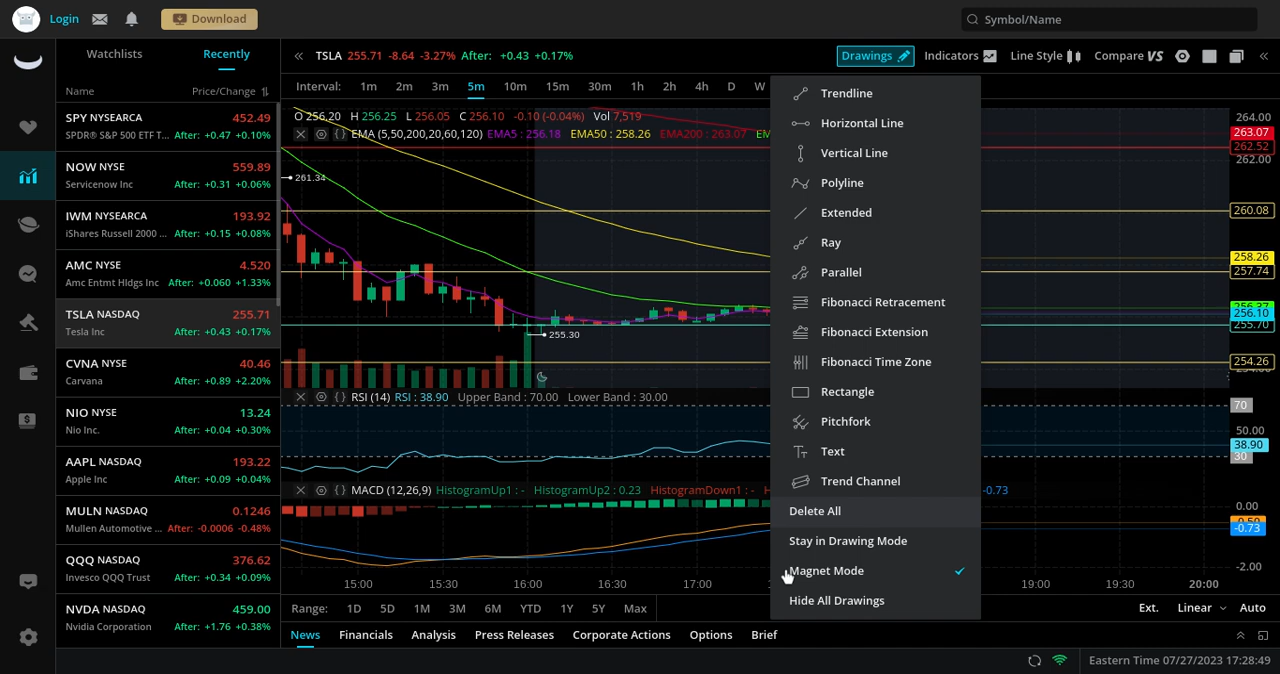 Login
Download
Symbol/Name
Watchlists
Recently
Name
Price/Change
SPY NYSEARCA 452.49
SPDR® S&P 500 ETF T... After: +0.47 +0.10%
NOW NYSE 559.89
Servicenow Inc After: +0.31 +0.06%
IWM NYSEARCA 193.92
iShares Russell 2000 ... After: +0.15 +0.08%
AMC NYSE 4.520
Amc Entmt Hldgs Inc After: +0.060 +1.33%
TSLA NASDAQ 255.71
Tesla Inc After: +0.43 +0.17%
CVNA NYSE 40.46
Carvana After: +0.89 +2.20%
NIO NYSE 13.24
Nio Inc. After: +0.04 +0.30%
AAPL NASDAQ 193.22
Apple Inc After: +0.09 +0.04%
MULN NASDAQ 0.1246
Mullen Automotive ... After: -0.0006 -0.48%
QQQ NASDAQ 376.62
Invesco QQQ Trust After: +0.34 +0.09%
NVDA NASDAQ 459.00
Nvidia Corporation After: +1.76 +0.38%
TSLA 255.71 -8.64 -3.27% After: +0.43 +0.17%
Drawings
Indicators
Line Style
Compare VS
Interval: 1m 2m 3m 5m 10m 15m 30m 1h 2h 4h D W
O 256.20 H 256.25 L 256.05 C 256.10 -0.10 (-0.04%) Vol 7,519
EMA (5,50,200,20,60,120) EMA5 : 256.18 EMA50 : 258.26 EMA200 : 263.07 EM
261.34
255.30
264.00
263.07
262.52
262.00
260.08
258.26
257.74
256.10
255.70
254.26
RSI (14) RSI : 38.90 Upper Band : 70.00 Lower Band : 30.00
70
50.00
38.90
30
MACD (12,26,9) HistogramUp1 : - HistogramUp2 : 0.23 HistogramDown1 : - H
-0.73
0.00
-0.73
-2.00
15:00 15:30 16:00 16:30 17:00 19:00 19:30 20:00
Trendline
Horizontal Line
Vertical Line
Polyline
Extended
Ray
Parallel
Fibonacci Retracement
Fibonacci Extension
Fibonacci Time Zone
Rectangle
Pitchfork
Text
Trend Channel
Delete All
Stay in Drawing Mode
Magnet Mode
Hide All Drawings
Range: 1D 5D 1M 3M 6M YTD 1Y 5Y Max
Ext. Linear Auto
News Financials Analysis Press Releases Corporate Actions Options Brief
Eastern Time 07/27/2023 17:28:49